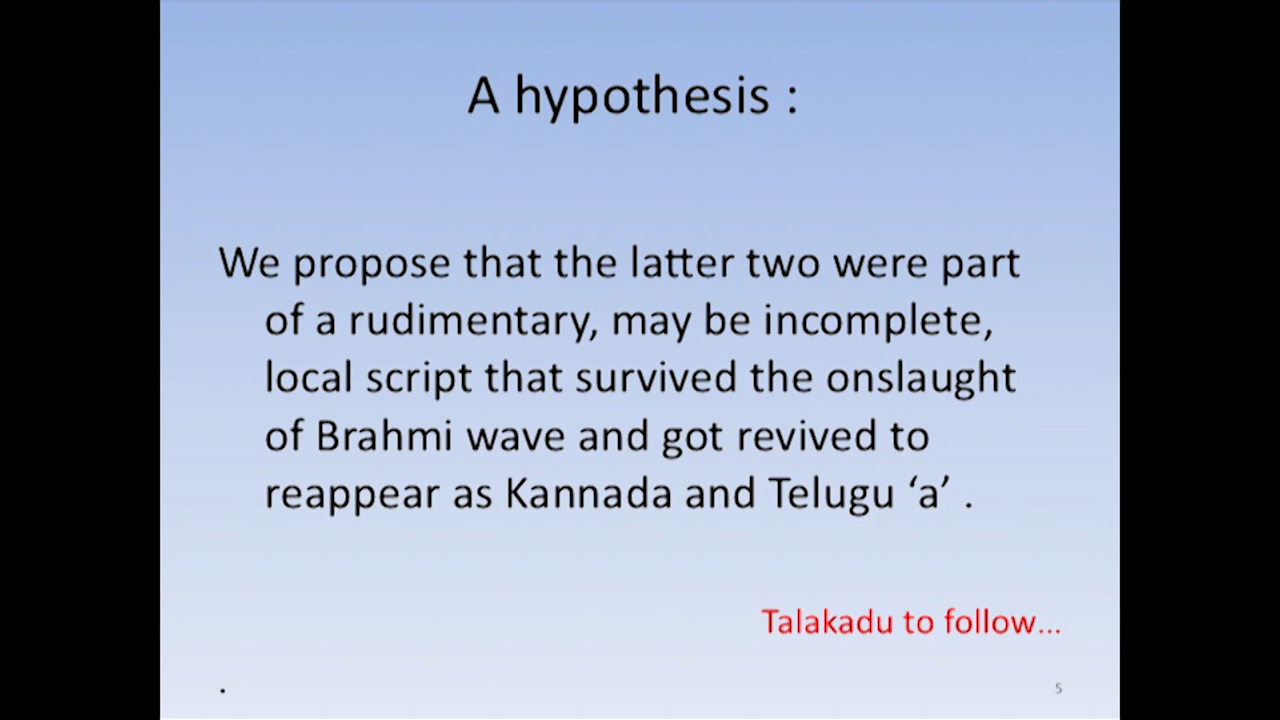 A hypothesis :
We propose that the latter two were part
of a rudimentary, may be incomplete,
local script that survived the onslaught
of Brahmi wave and got revived to
reappear as Kannada and Telugu ‘a’ .
Talakadu to follow...
.
5